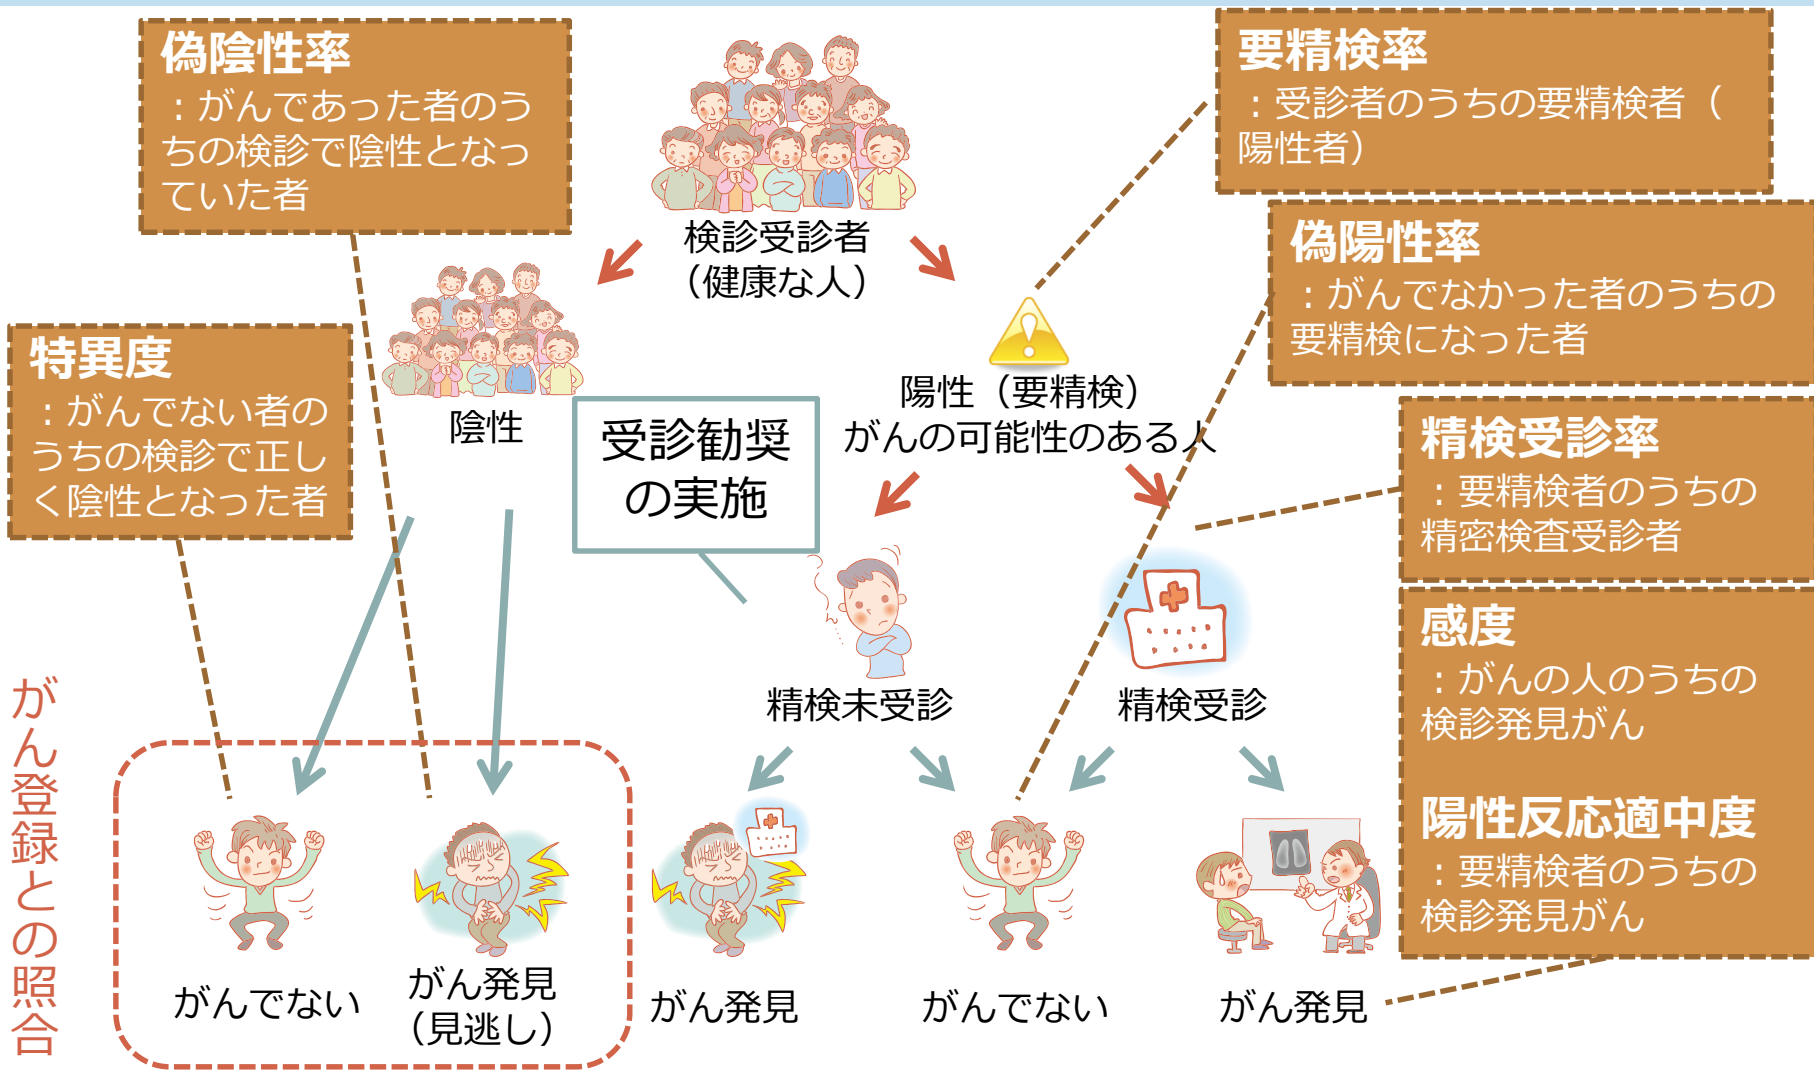 偽陰性率
：がんであった者のう
ちの検診で陰性となっ
ていた者
検診受診者
（健康な人）
要精検率
：受診者のうちの要精検者（
陽性者）
偽陽性率
：がんでなかった者のうちの
要精検になった者
特異度
：がんでない者の
うちの検診で正し
く陰性となった者
陰性
受診勧奨
の実施
陽性（要精検）
がんの可能性のある人
精検受診率
：要精検者のうちの
精密検査受診者
感度
：がんの人のうちの
検診発見がん
陽性反応適中度
：要精検者のうちの
検診発見がん
精検未受診
精検受診
がん登録との照合
がんでない
がん発見
（見逃し）
がん発見
がんでない
がん発見